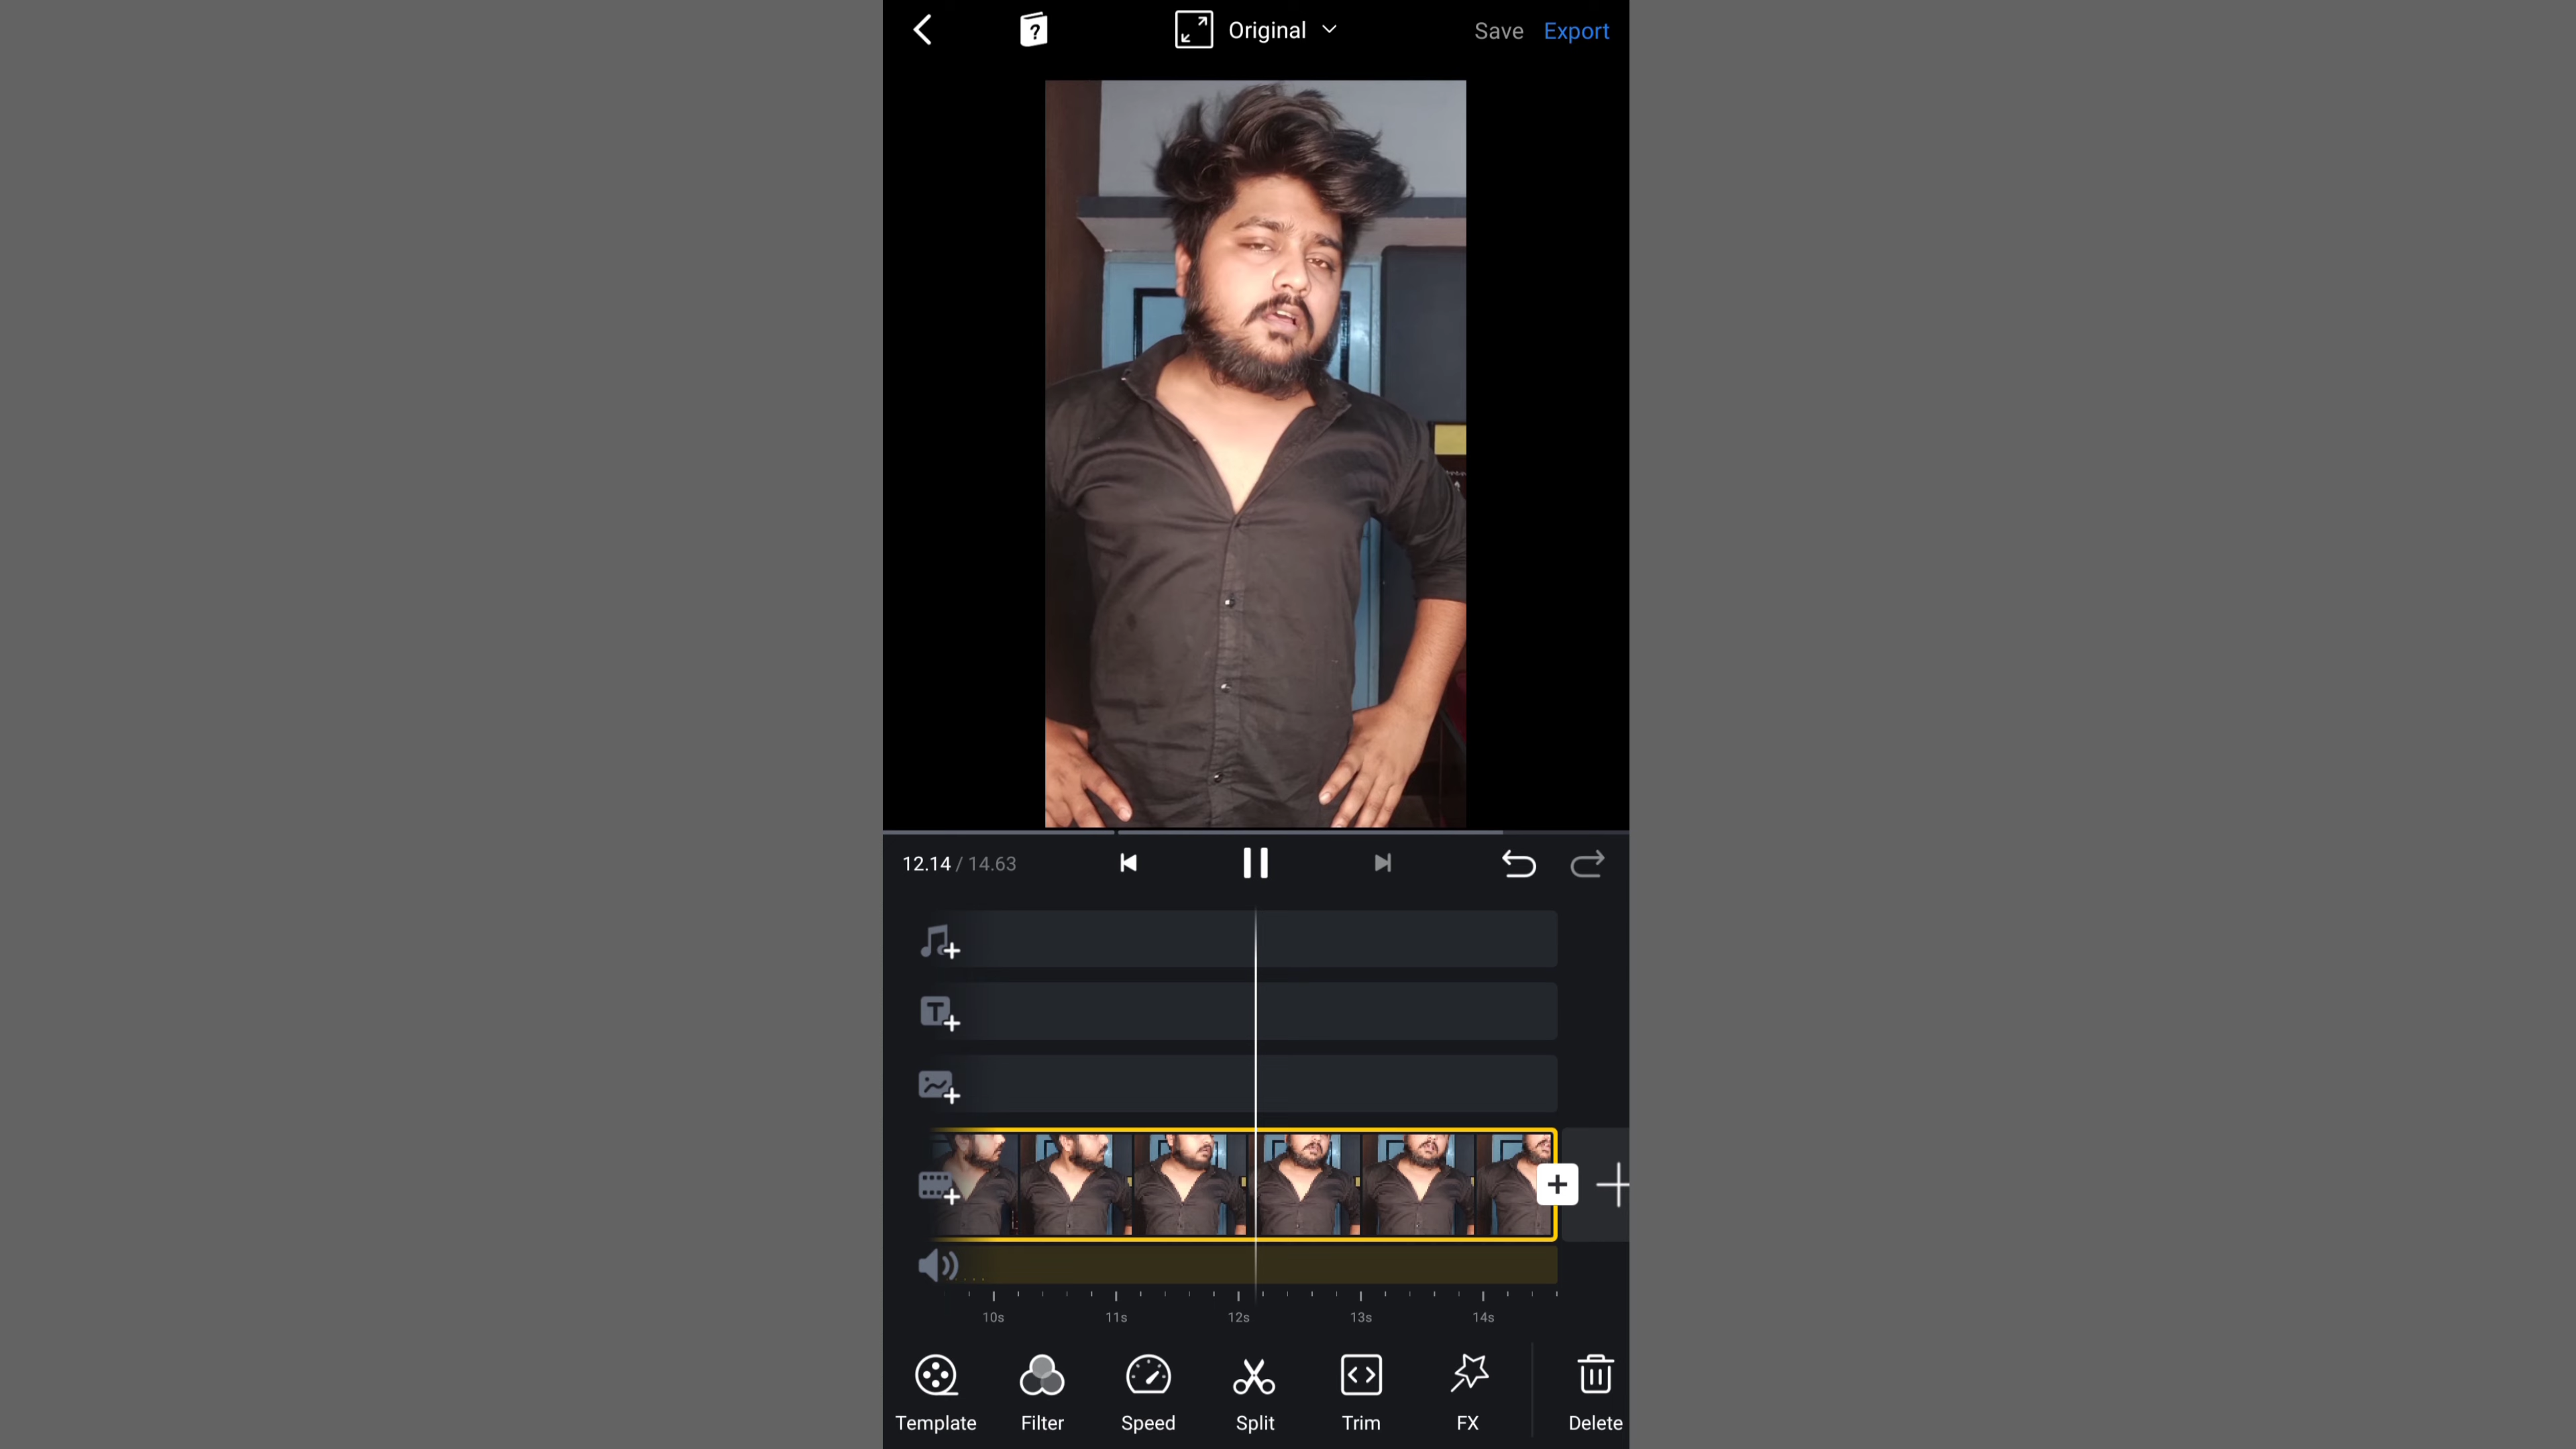 Original
Save Export
12.14 / 14.63
10s 11s 12s 13s 14s
Template Filter Speed Split Trim FX Delete